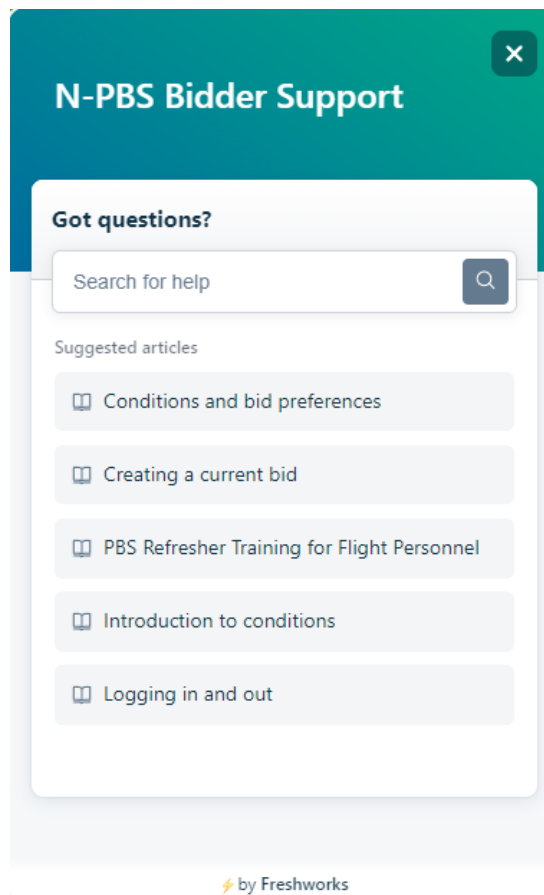 N-PBS Bidder Support
Got questions?
Search for help
Suggested articles
Conditions and bid preferences
Creating a current bid
PBS Refresher Training for Flight Personnel
Introduction to conditions
Logging in and out
by Freshworks